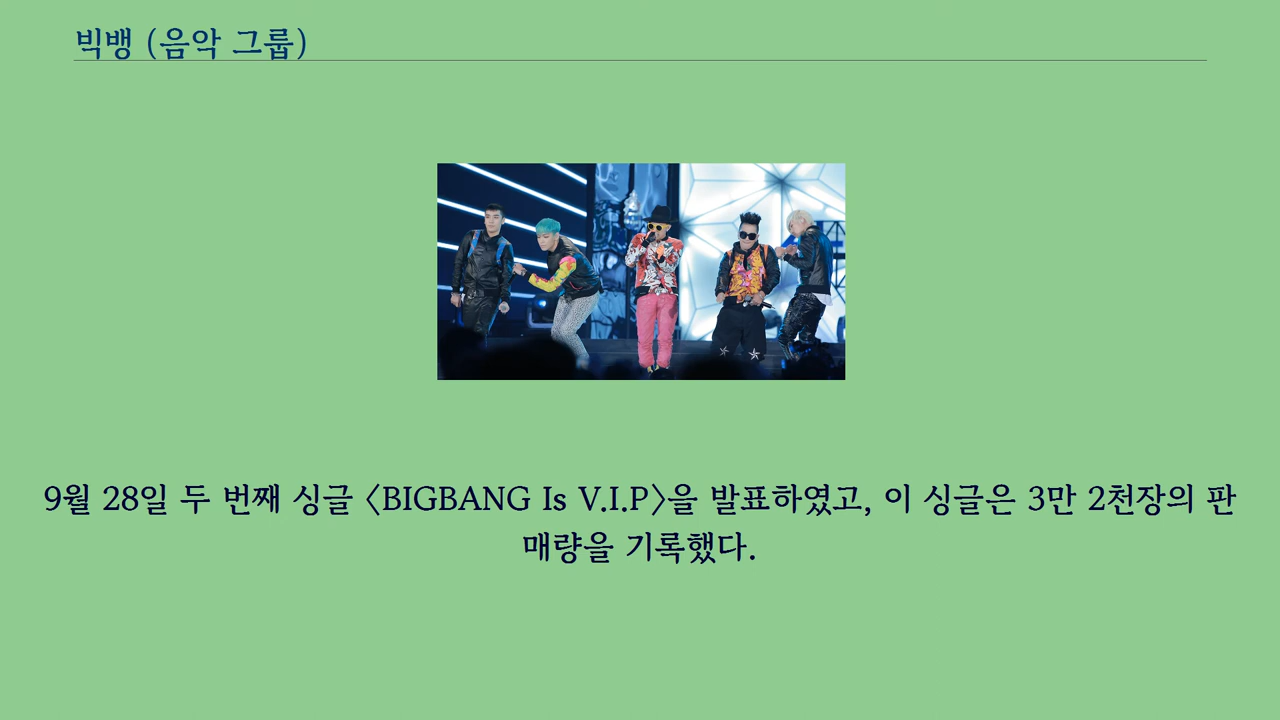 빅뱅 (음악 그룹)
9월 28일 두 번째 싱글 〈BIGBANG Is V.I.P〉을 발표하였고, 이 싱글은 3만 2천장의 판
매량을 기록했다.